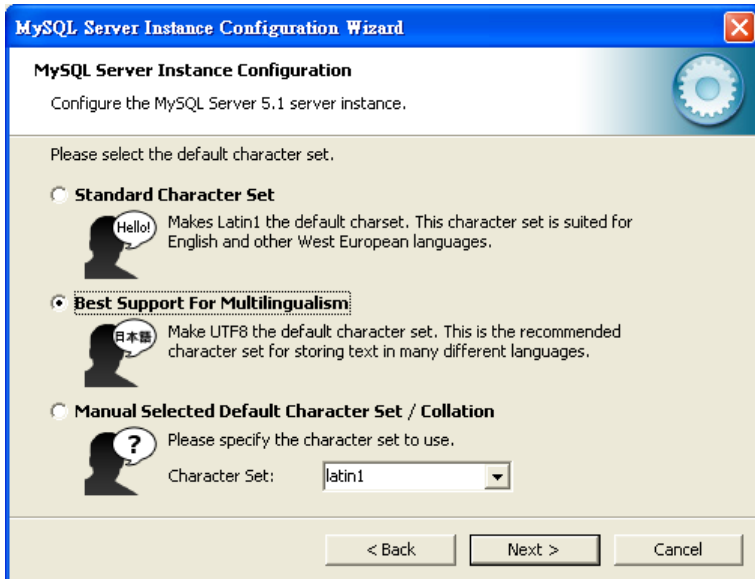 MySQL Server Instance Configuration Wizard
MySQL Server Instance Configuration
Configure the MySQL Server 5.1 server instance.
Please select the default character set.
Standard Character Set
Hello!
Makes Latin1 the default charset. This character set is suited for
English and other West European languages.
Best Support For Multilingualism
日本語
Make UTF8 the default character set. This is the recommended
character set for storing text in many different languages.
Manual Selected Default Character Set / Collation
?
Please specify the character set to use.
Character Set: latin1
< Back Next > Cancel